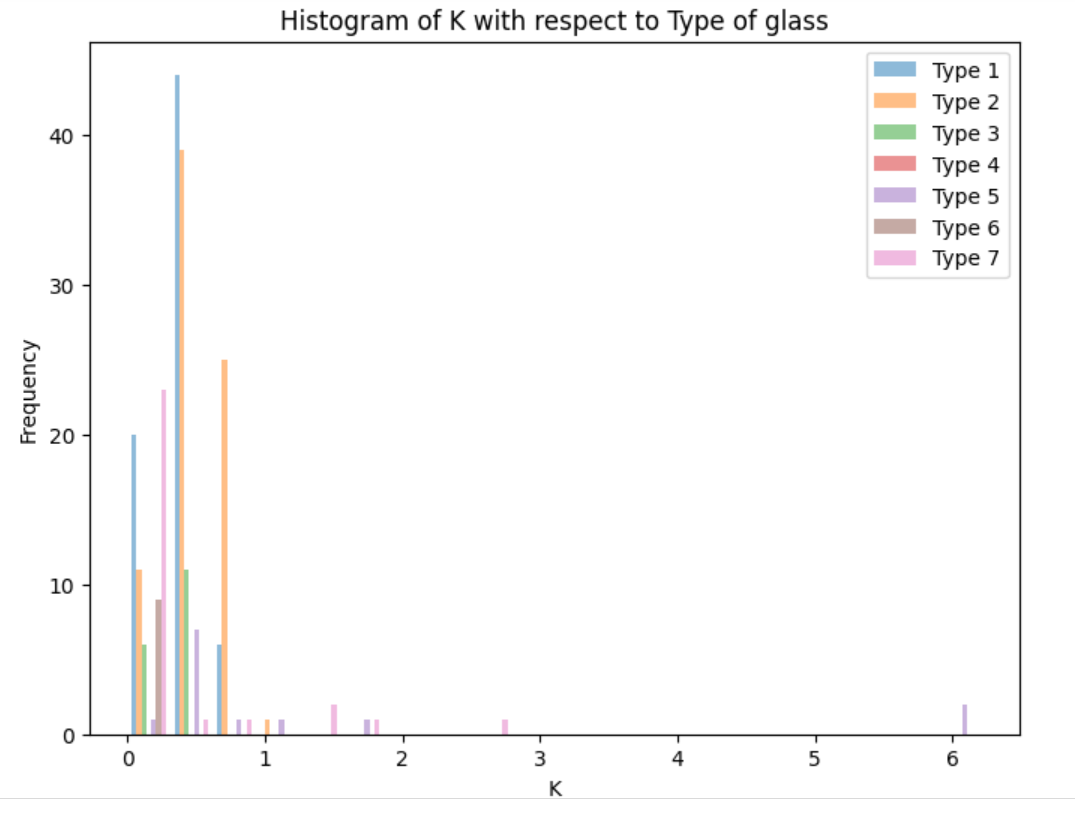 Histogram of K with respect to Type of glass
Type 1
Type 2
Type 3
Type 4
Type 5
Type 6
Type 7
Frequency
40
30
20
10
0
0 1 2 3 4 5 6
K